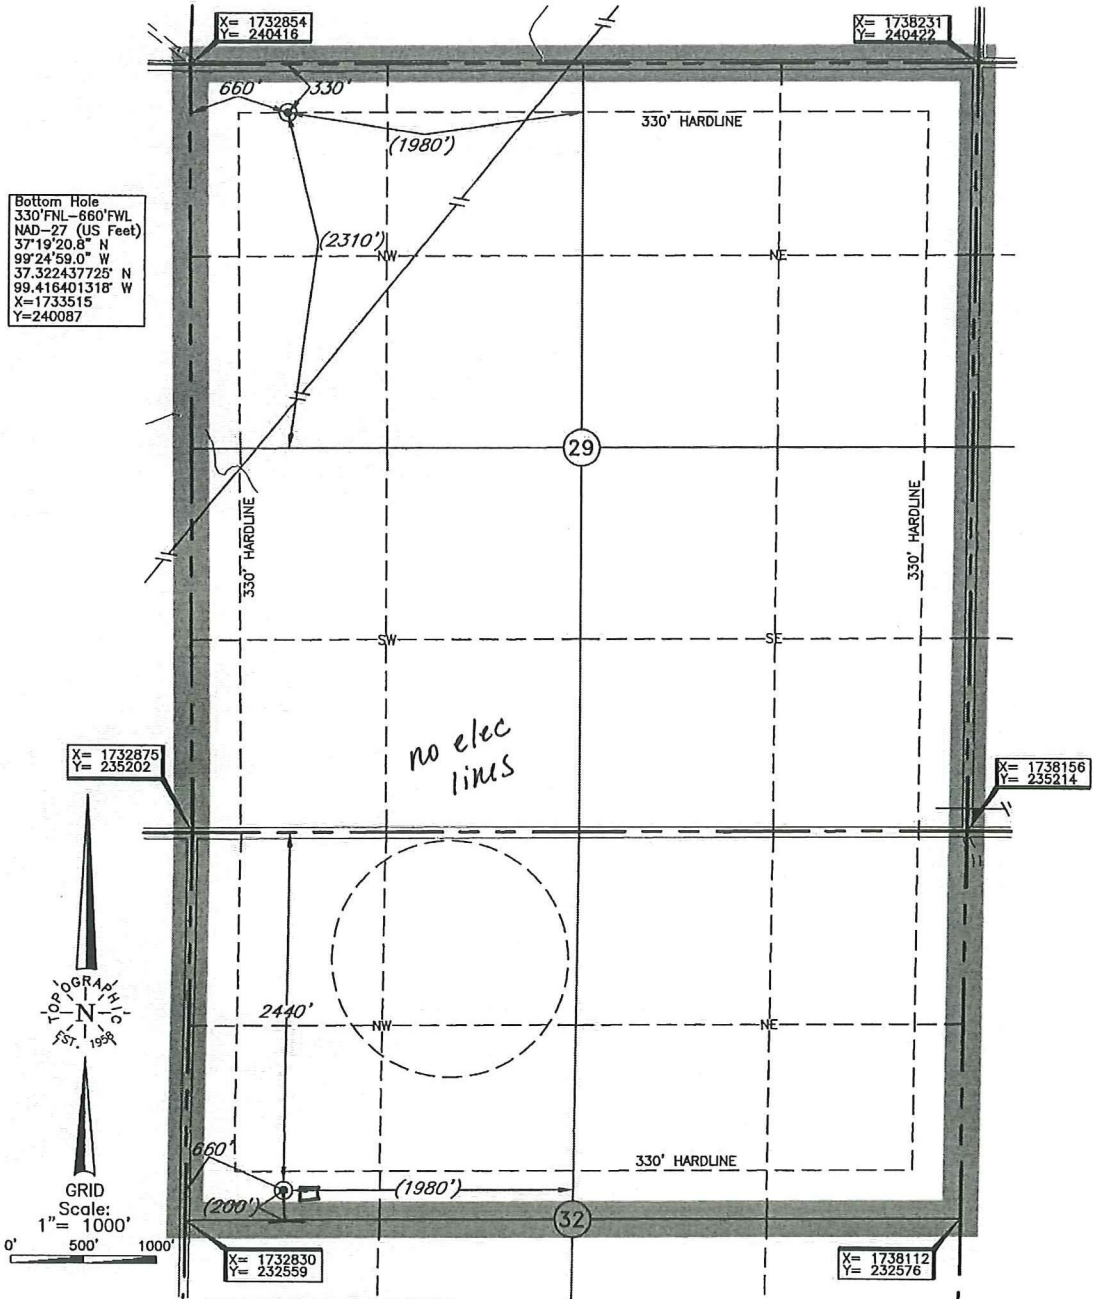 X= 1732854
Y= 240416
X= 1738231
Y= 240422
660'
330'
330' HARDLINE
(1980')
Bottom Hole
330'FNL-660'FWL
NAD-27 (US Feet)
37°19'20.8" N
99°24'59.0" W
37.322437725° N
99.416401318° W
X=1733515
Y=240087
(2310')
NW
NE
29
330' HARDLINE
330' HARDLINE
SW
SE
no elec
lines
X= 1732875
Y= 235202
X= 1738156
Y= 235214
TOPOGRAPHIC
N
EST. 1958
2440'
NW
NE
660'
330' HARDLINE
(1980')
(200')
32
GRID
Scale:
1"= 1000'
0' 500' 1000'
X= 1732830
Y= 232559
X= 1738112
Y= 232576